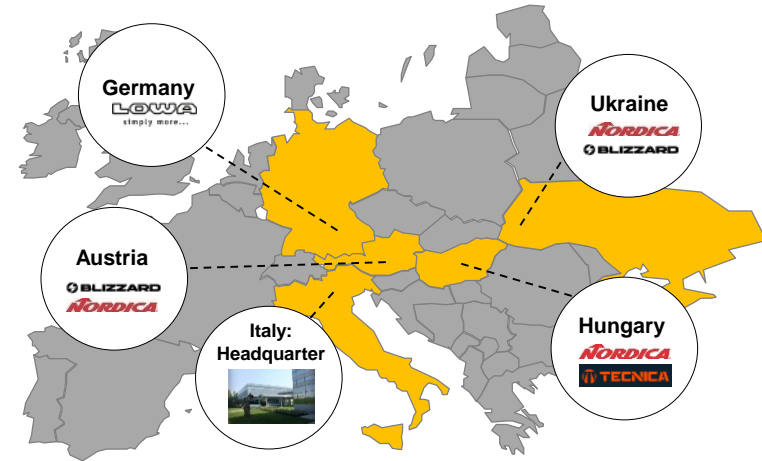 Germany
LOWA
simply more...
Ukraine
NORDICA
BLIZZARD
Austria
BLIZZARD
NORDICA
Italy:
Headquarter
Hungary
NORDICA
TECNICA